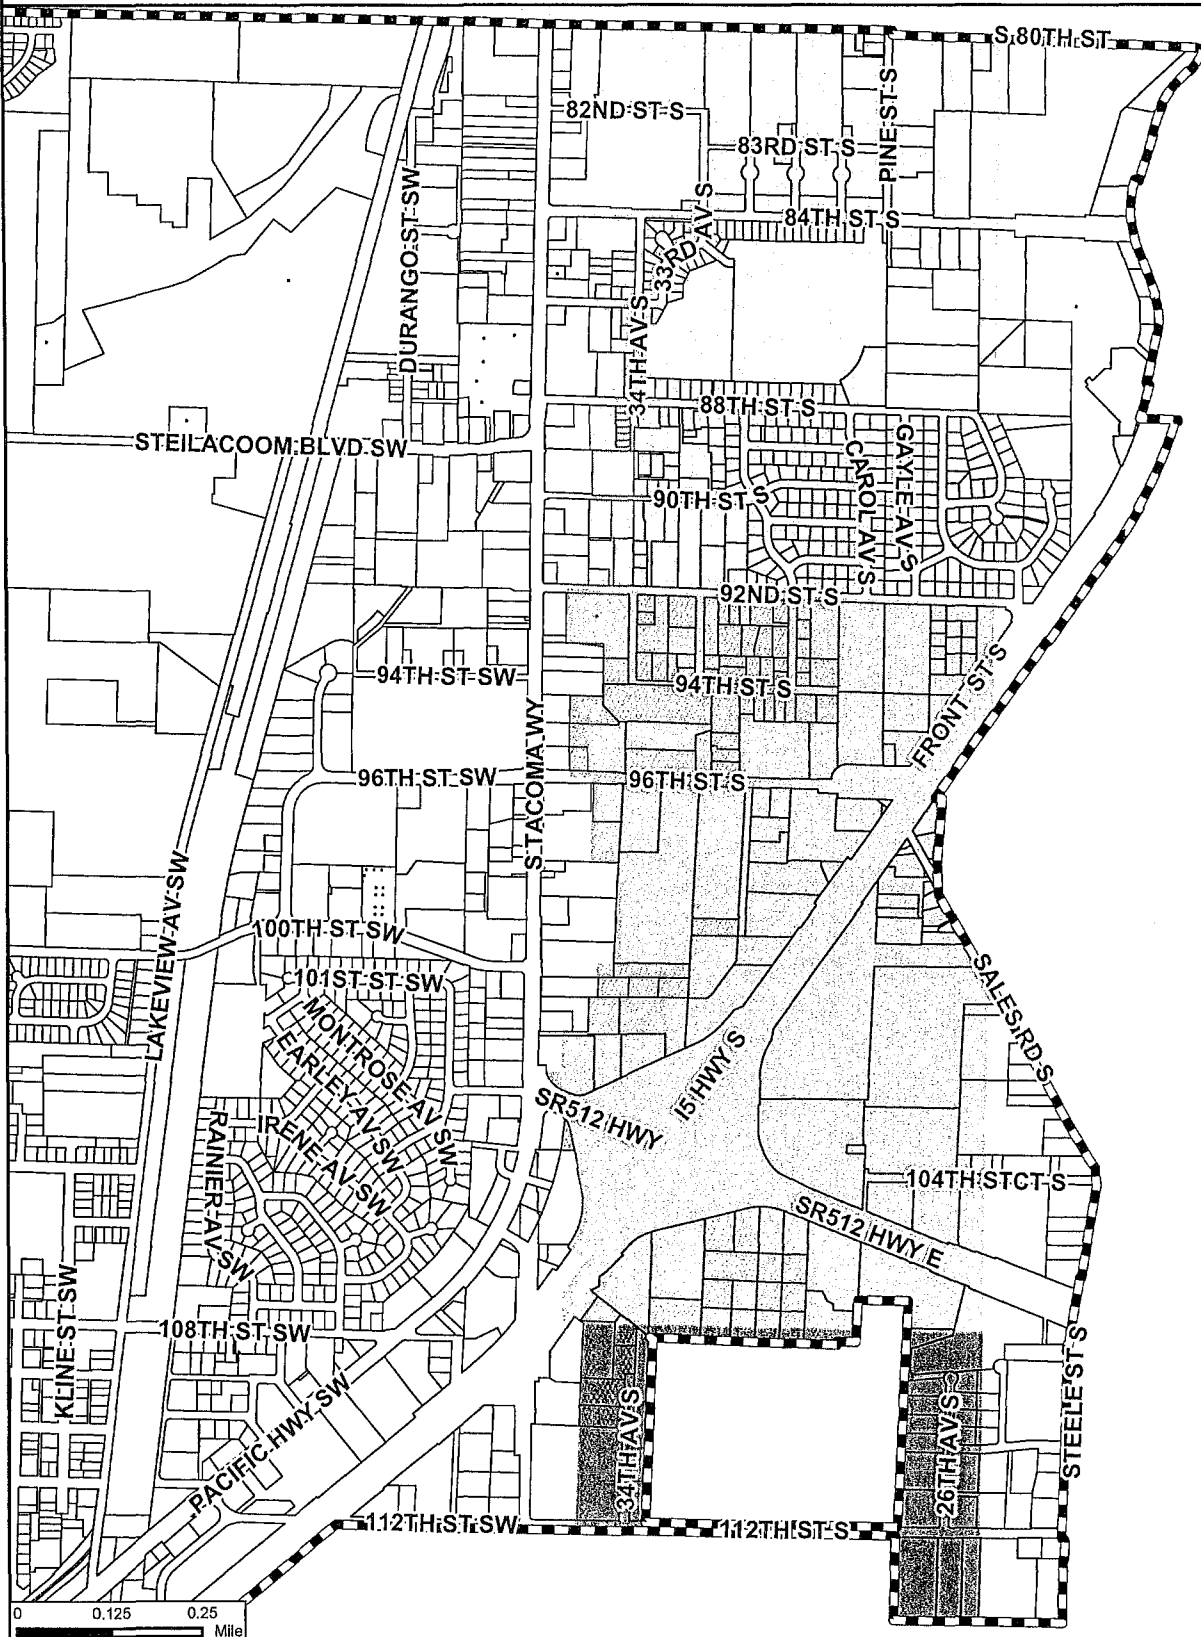 S 80TH ST
82ND ST S
83RD ST S
PINE ST S
84TH ST S
33RD AV S
DURANGO ST SW
34TH AV S
88TH ST S
STEILACOOM BLVD SW
GAYLE AV S
CAROL AV S
90TH ST S
92ND ST S
94TH ST SW
94TH ST S
FRONT ST S
S TACOMA WY
96TH ST SW
96TH ST S
LAKEVIEW AV SW
100TH ST SW
101ST ST SW
SALES RD S
MONTROSE AV SW
EARLEY AV SW
I5 HWY S
SR512 HWY
IRENE AV SW
RAINIER AV SW
104TH STCT S
SR512 HWY E
KLINE ST SW
108TH ST SW
STEELE ST S
34TH AV S
26TH AV S
PACIFIC HWY SW
112TH ST SW
112TH ST S
0 0.125 0.25
Mile